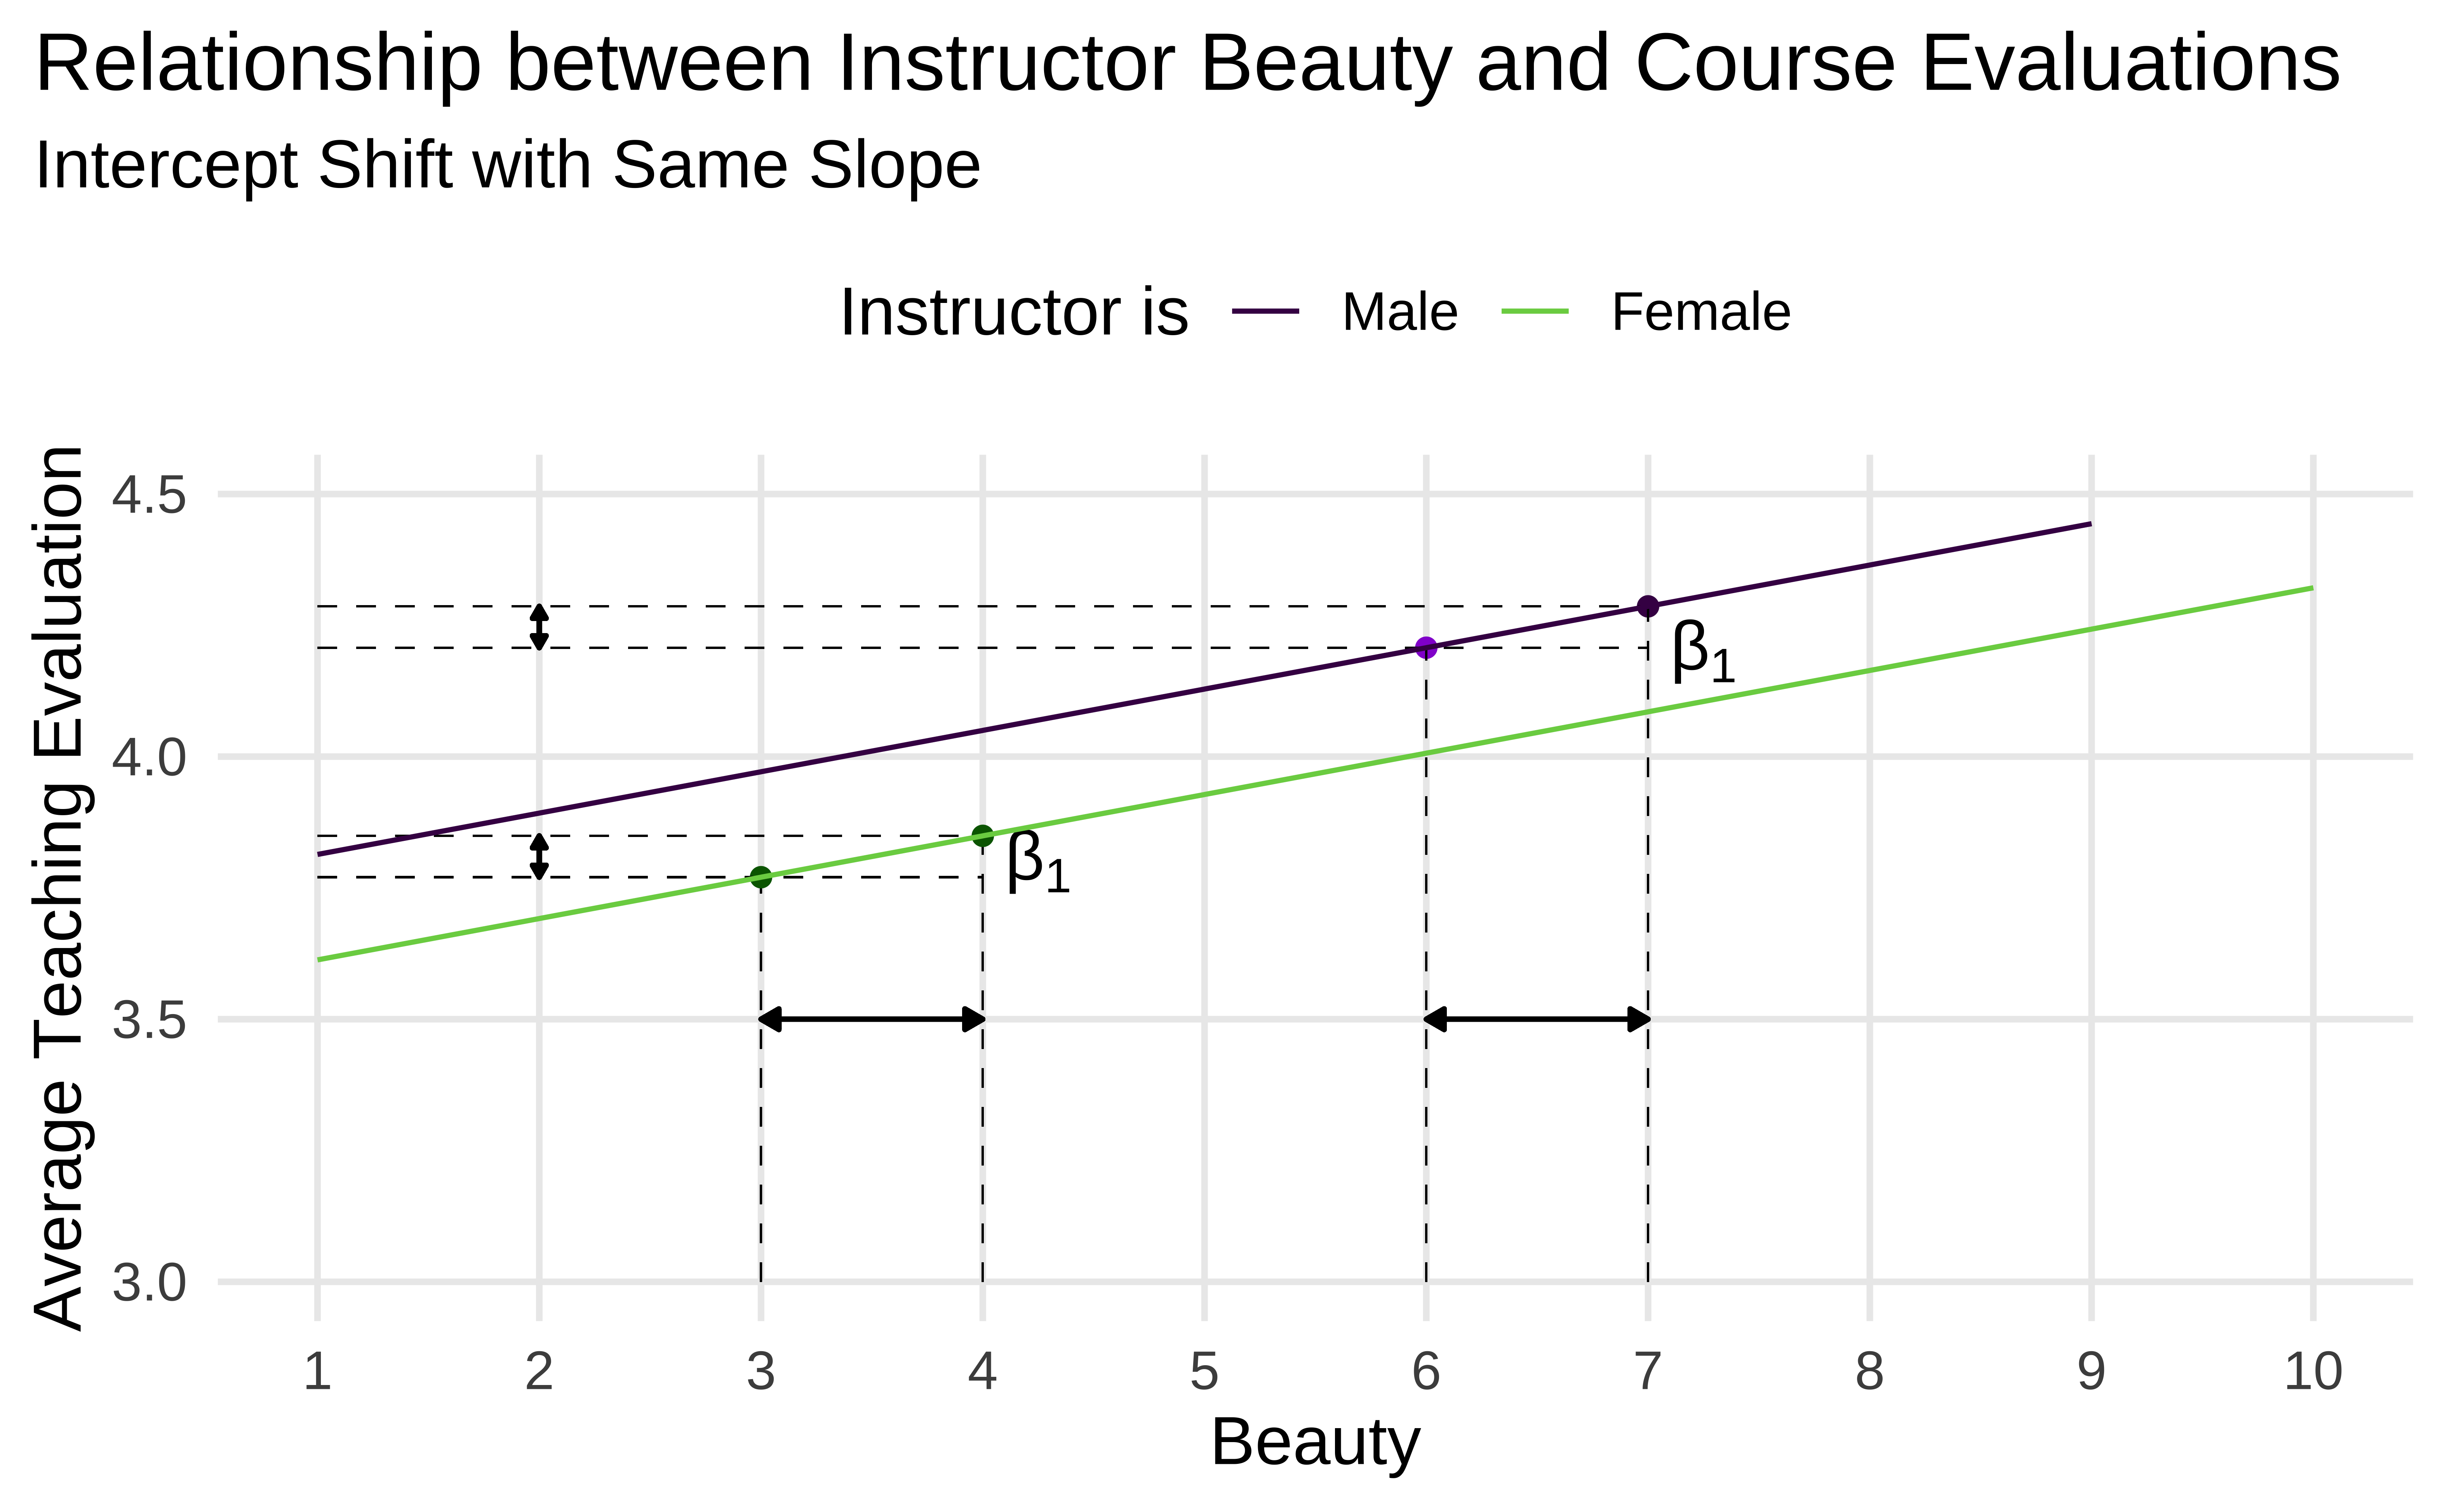 Relationship between Instructor Beauty and Course Evaluations
Intercept Shift with Same Slope
Instructor is Male Female
Average Teaching Evaluation
4.5
4.0
3.5
3.0
β1
β1
1 2 3 4 5 6 7 8 9 10
Beauty